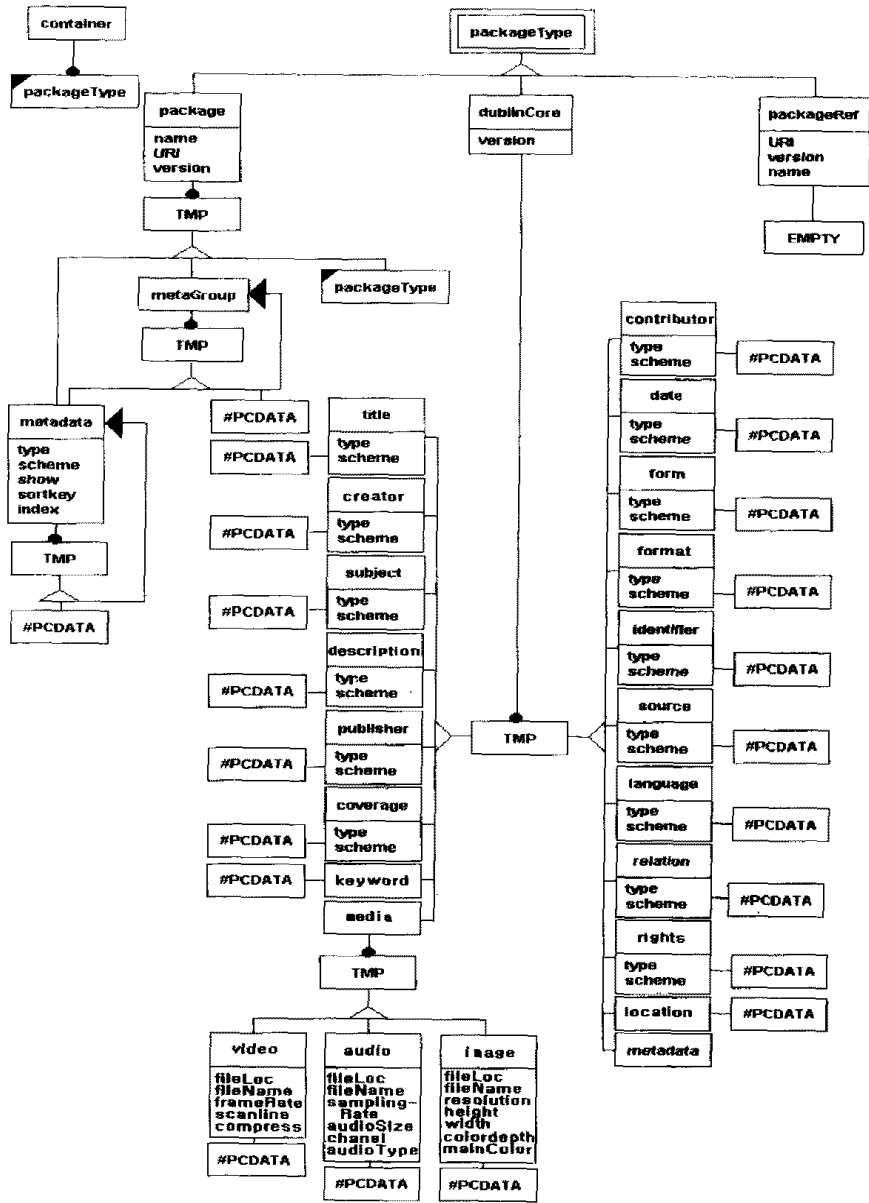 container
packageType
packageType
package
name
URI
version
TMP
dublinCore
version
packageRef
URI
version
name
EMPTY
metaGroup
packageType
TMP
metadata
type
scheme
show
sortkey
index
TMP
#PCDATA
#PCDATA
title
type
scheme
#PCDATA
creator
type
scheme
#PCDATA
subject
type
scheme
#PCDATA
description
type
scheme
#PCDATA
publisher
type
scheme
#PCDATA
coverage
type
scheme
#PCDATA
keyword
#PCDATA
media
TMP
video
fileLoc
fileName
frameRate
scanline
compress
#PCDATA
audio
fileLoc
fileName
sampling-
Rate
audioSize
chanel
audioType
#PCDATA
image
fileLoc
fileName
resolution
height
width
colordepth
mainColor
#PCDATA
TMP
contributor
type
scheme
#PCDATA
date
type
scheme
#PCDATA
form
type
scheme
#PCDATA
format
type
scheme
#PCDATA
identifier
type
scheme
#PCDATA
source
type
scheme
#PCDATA
language
type
scheme
#PCDATA
relation
type
scheme
#PCDATA
rights
type
scheme
#PCDATA
location
#PCDATA
metadata